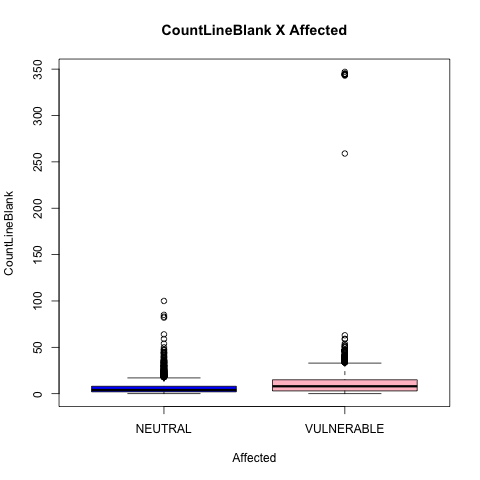 CountLineBlank X Affected
CountLineBlank
350
300
250
200
150
100
50
0
NEUTRAL
VULNERABLE
Affected